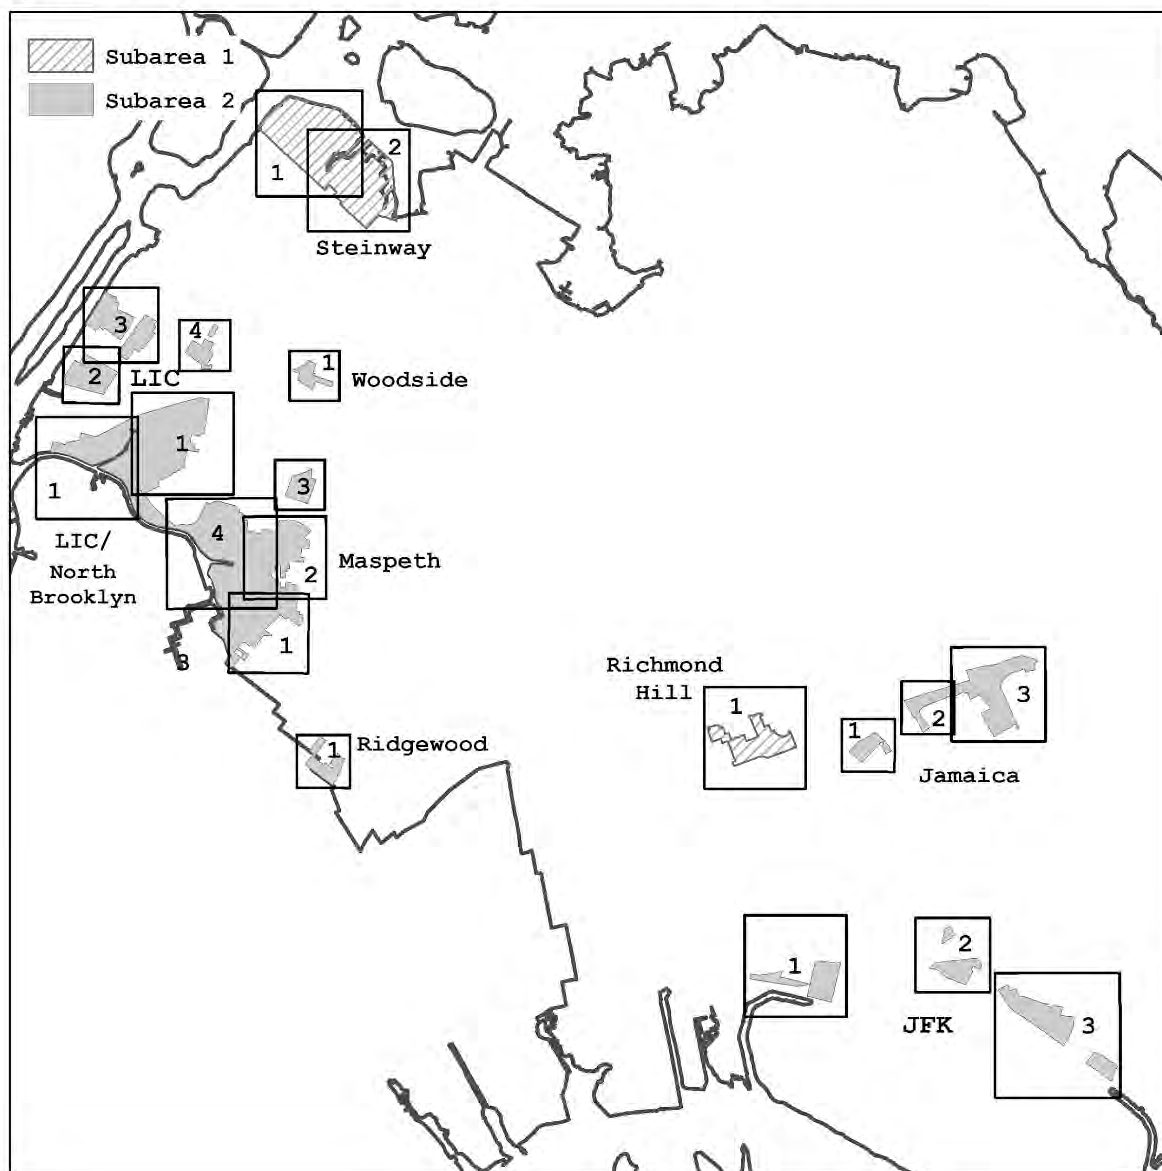 Subarea 1
Subarea 2
1
2
Steinway
3
4
2
LIC
1
Woodside
1
1
LIC/
North
Brooklyn
3
4
2
Maspeth
1
3
Richmond
Hill
1
1
2
3
Jamaica
1
Ridgewood
1
2
JFK
3